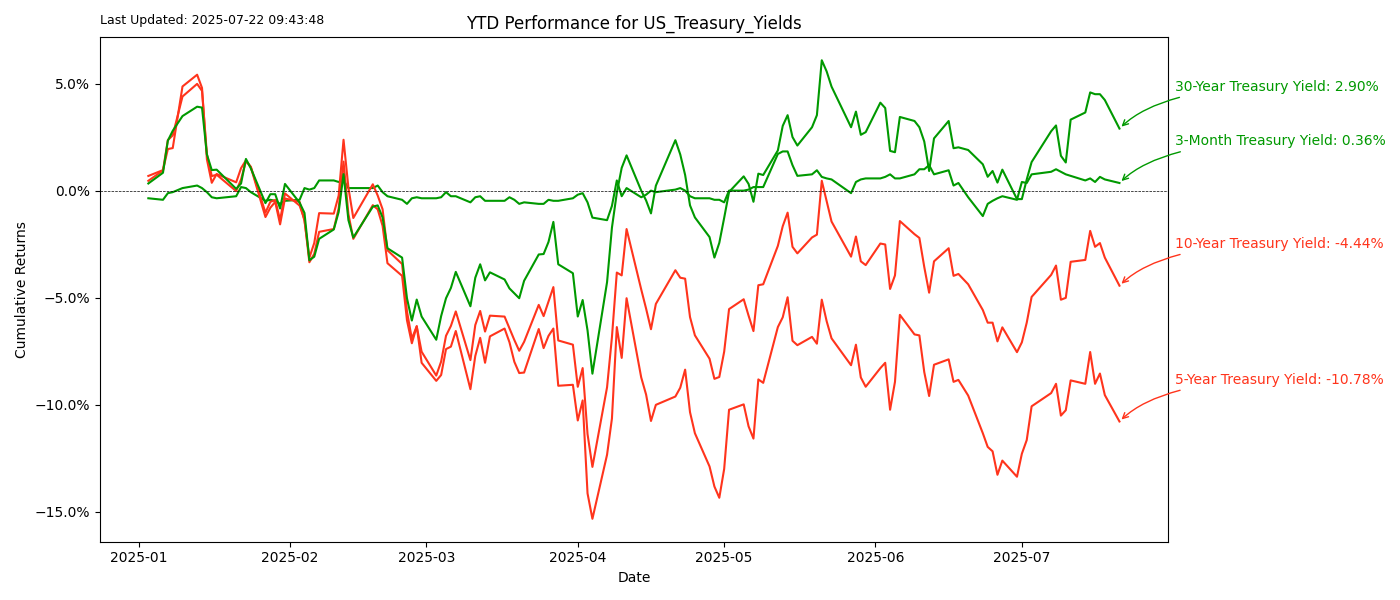 Last Updated: 2025-07-22 09:43:48
YTD Performance for US_Treasury_Yields
5.0%
0.0%
−5.0%
−10.0%
−15.0%
Cumulative Returns
30-Year Treasury Yield: 2.90%
3-Month Treasury Yield: 0.36%
10-Year Treasury Yield: -4.44%
5-Year Treasury Yield: -10.78%
2025-01
2025-02
2025-03
2025-04
2025-05
2025-06
2025-07
Date